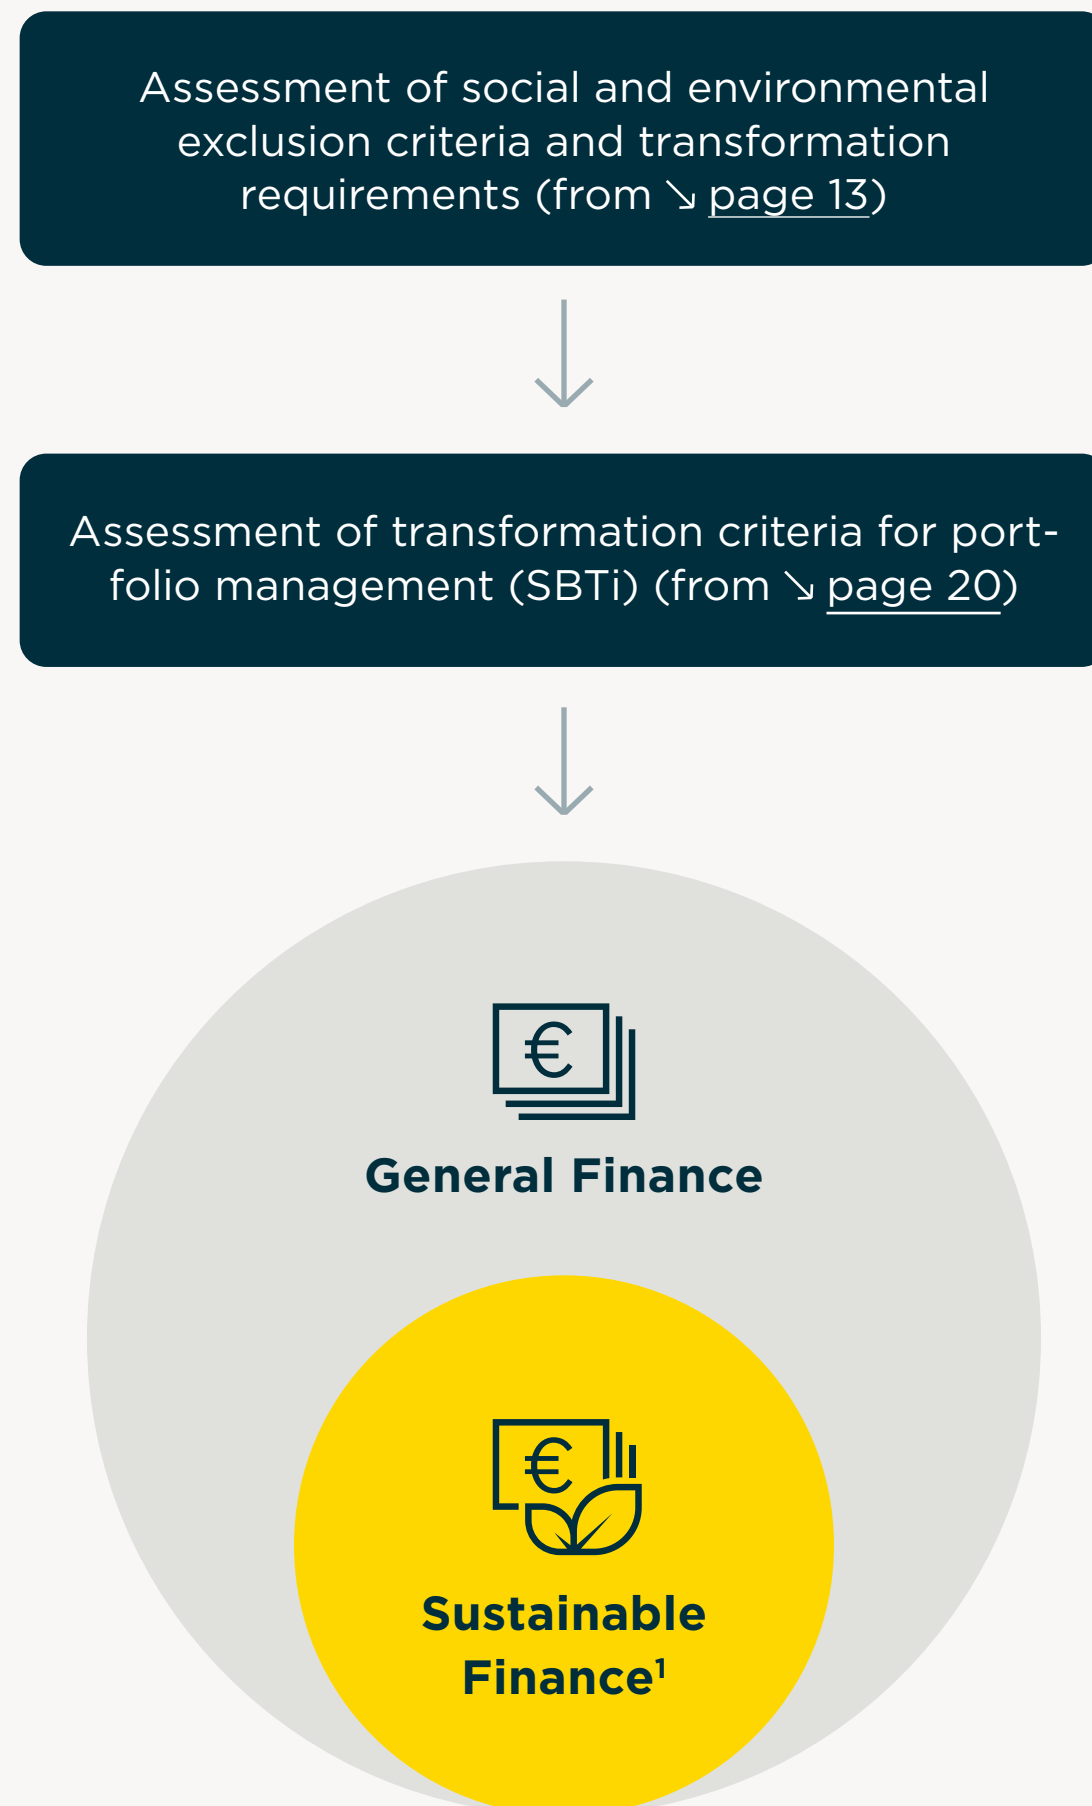 Assessment of social and environmental
exclusion criteria and transformation
requirements (from ↘ page 13)
Assessment of transformation criteria for port-
folio management (SBTi) (from ↘ page 20)
€
General Finance
€
Sustainable
Finance¹